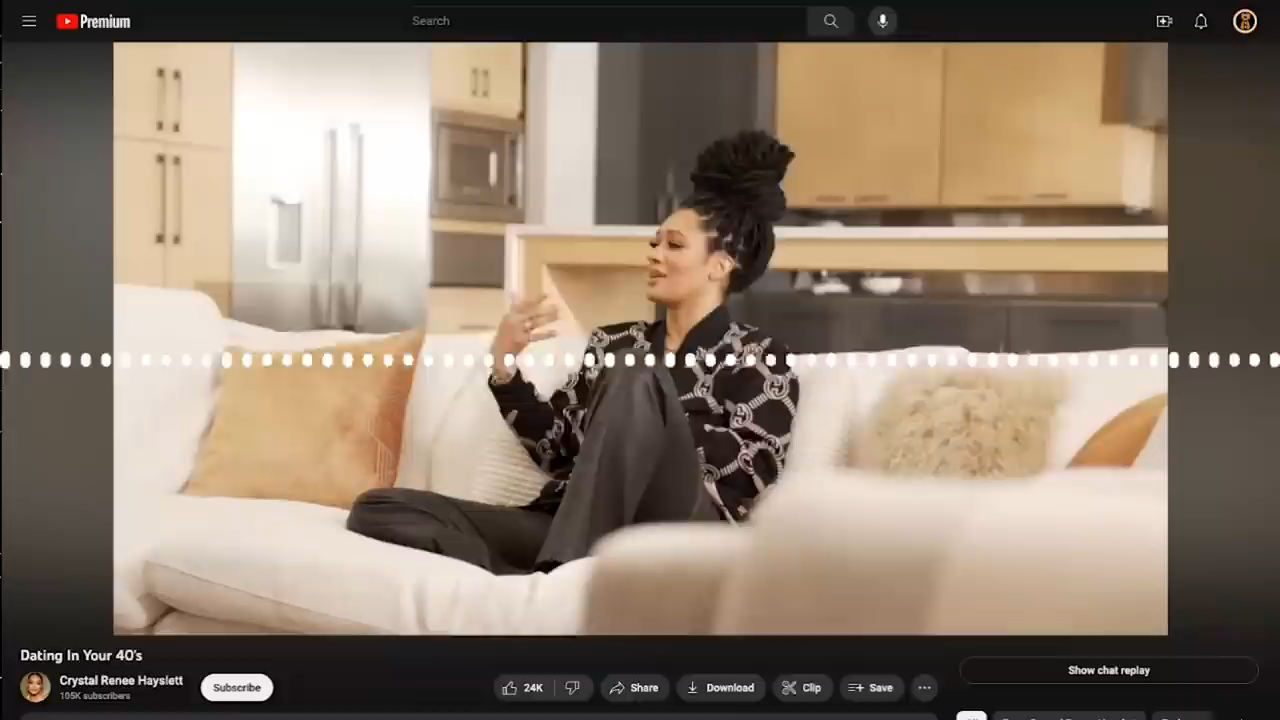 Premium
Search
Dating In Your 40's
Crystal Renee Hayslett
105K subscribers
Subscribe
24K
Share
Download
Clip
Save
Show chat replay